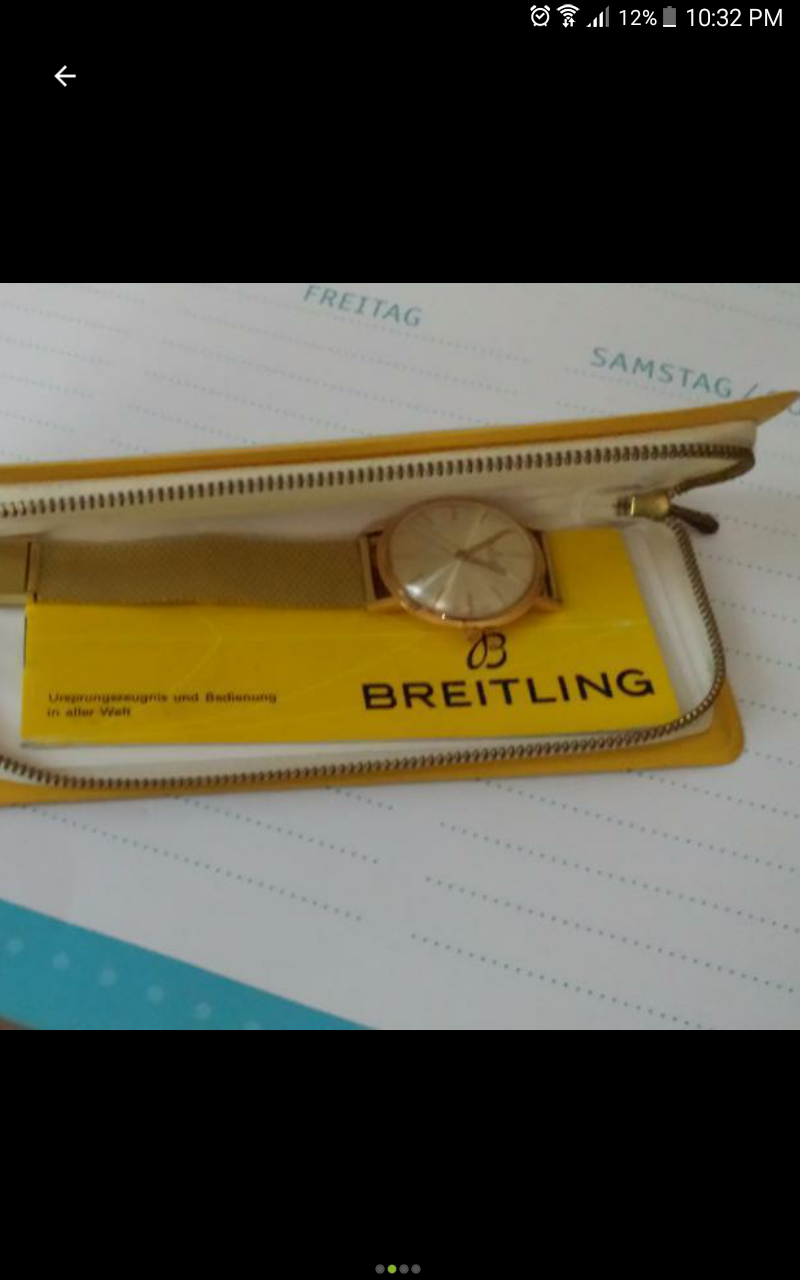 12% 10:32 PM
FREITAG
SAMSTAG /
B
BREITLING
Ursprungszeugnis und Bedienung
in aller Welt